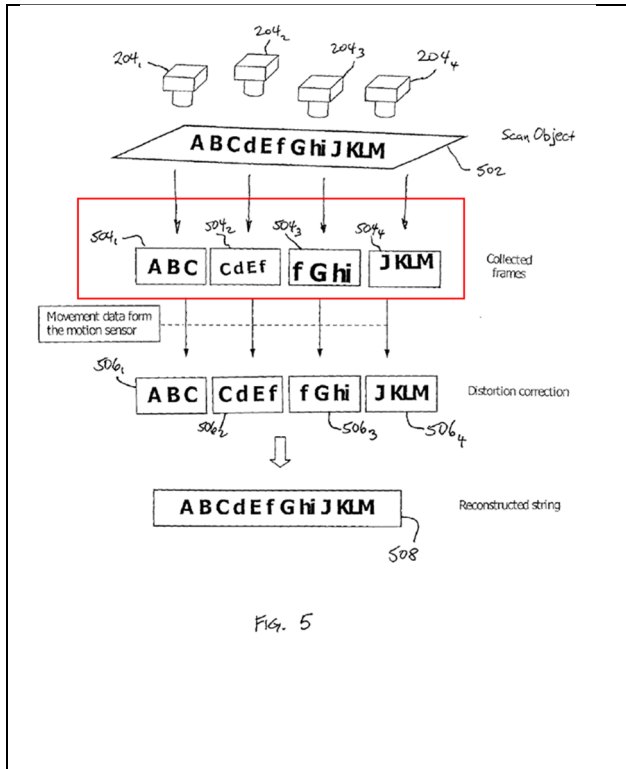 204₁ 204₂ 204₃ 204₄
ABCdEfGhiJKLM
Scan Object
502
504₁ 504₂ 504₃ 504₄
ABC CdEf fGhi JKLM
Collected
frames
Movement data form
the motion sensor
506₁
ABC CdEf fGhi JKLM
Distortion correction
506₂ 506₃ 506₄
ABCdEfGhiJKLM
Reconstructed string
508
FIG. 5